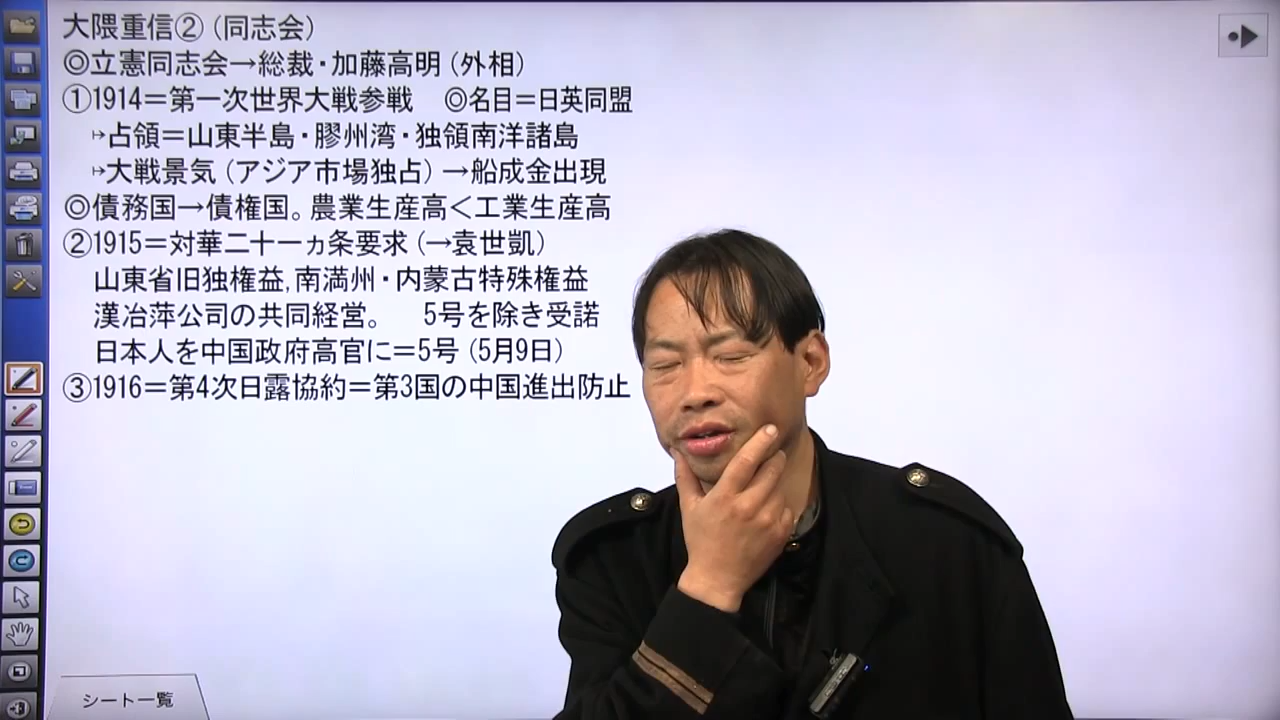 大隈重信②（同志会）
◎立憲同志会→総裁・加藤高明（外相）
①1914＝第一次世界大戦参戦　◎名目＝日英同盟
↦占領＝山東半島・膠州湾・独領南洋諸島
↦大戦景気（アジア市場独占）→船成金出現
◎債務国→債権国。農業生産高＜工業生産高
②1915＝対華二十一ヵ条要求（→袁世凱）
山東省旧独権益,南満州・内蒙古特殊権益
漢冶萍公司の共同経営。　5号を除き受諾
日本人を中国政府高官に＝5号（5月9日）
③1916＝第4次日露協約＝第3国の中国進出防止
シート一覧